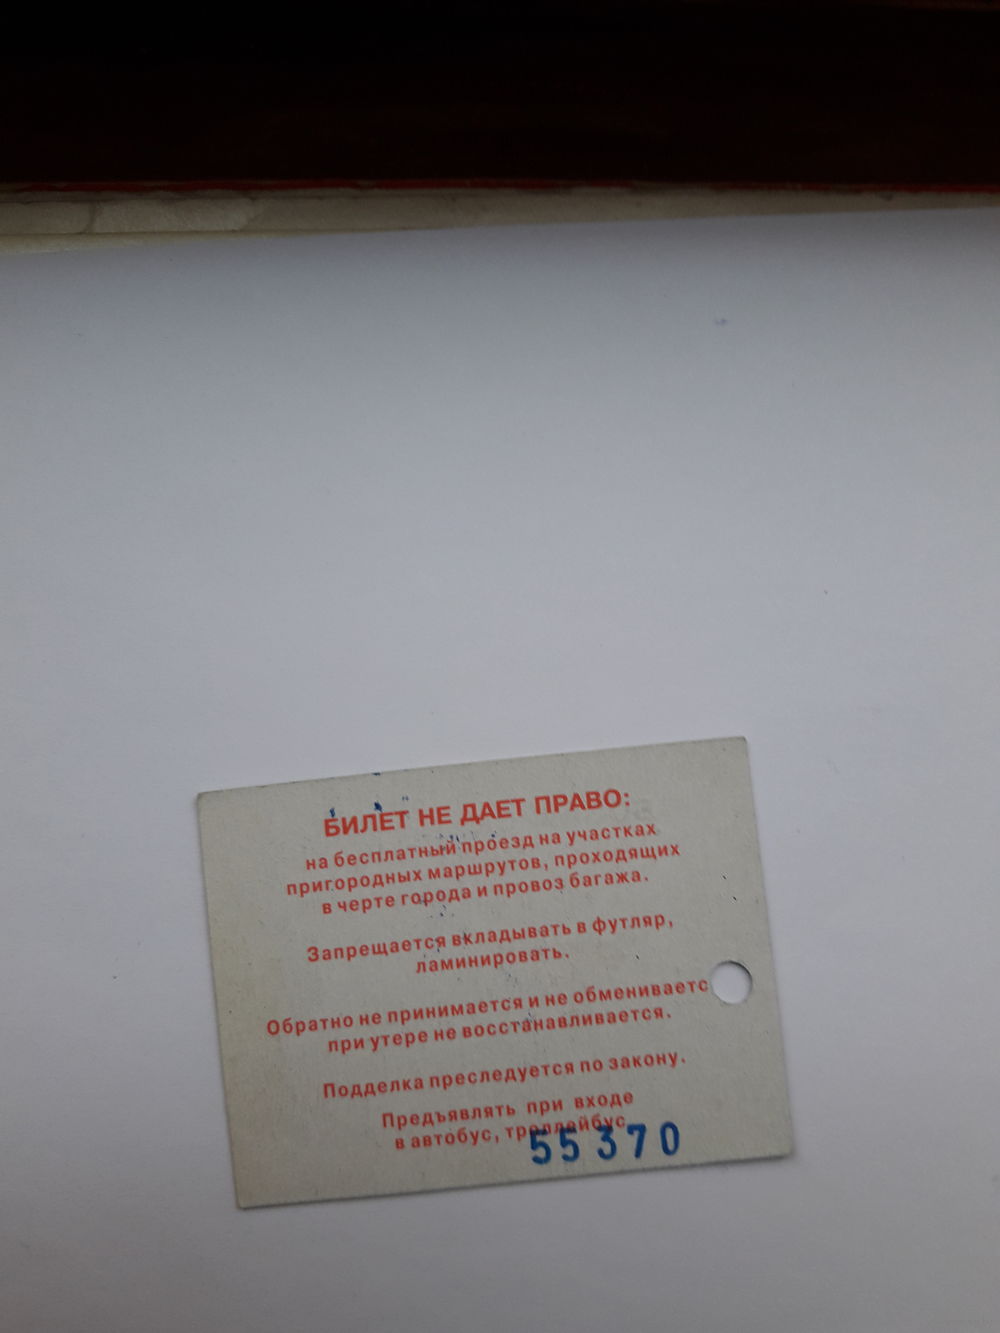 БИЛЕТ НЕ ДАЕТ ПРАВО:
на бесплатный проезд на участках
пригородных маршрутов, проходящих
в черте города и провоз багажа.
Запрещается вкладывать в футляр,
ламинировать.
Обратно не принимается и не обмениваетс
при утере не восстанавливается.
Подделка преследуется по закону.
Предъявлять при входе
в автобус, троллейбус
55370